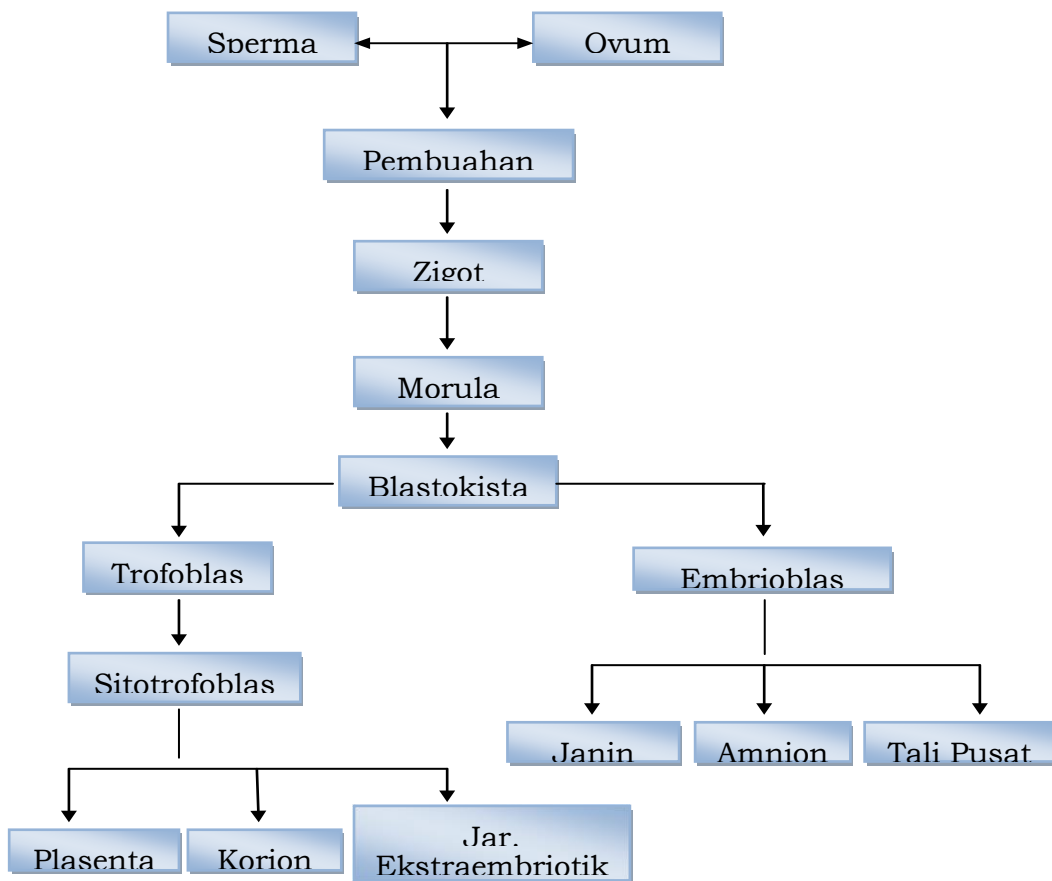 Sperma
Ovum
Pembuahan
Zigot
Morula
Blastokista
Trofoblas
Embrioblas
Sitotrofoblas
Janin
Amnion
Tali Pusat
Plasenta
Korion
Jar.
Ekstraembriotik